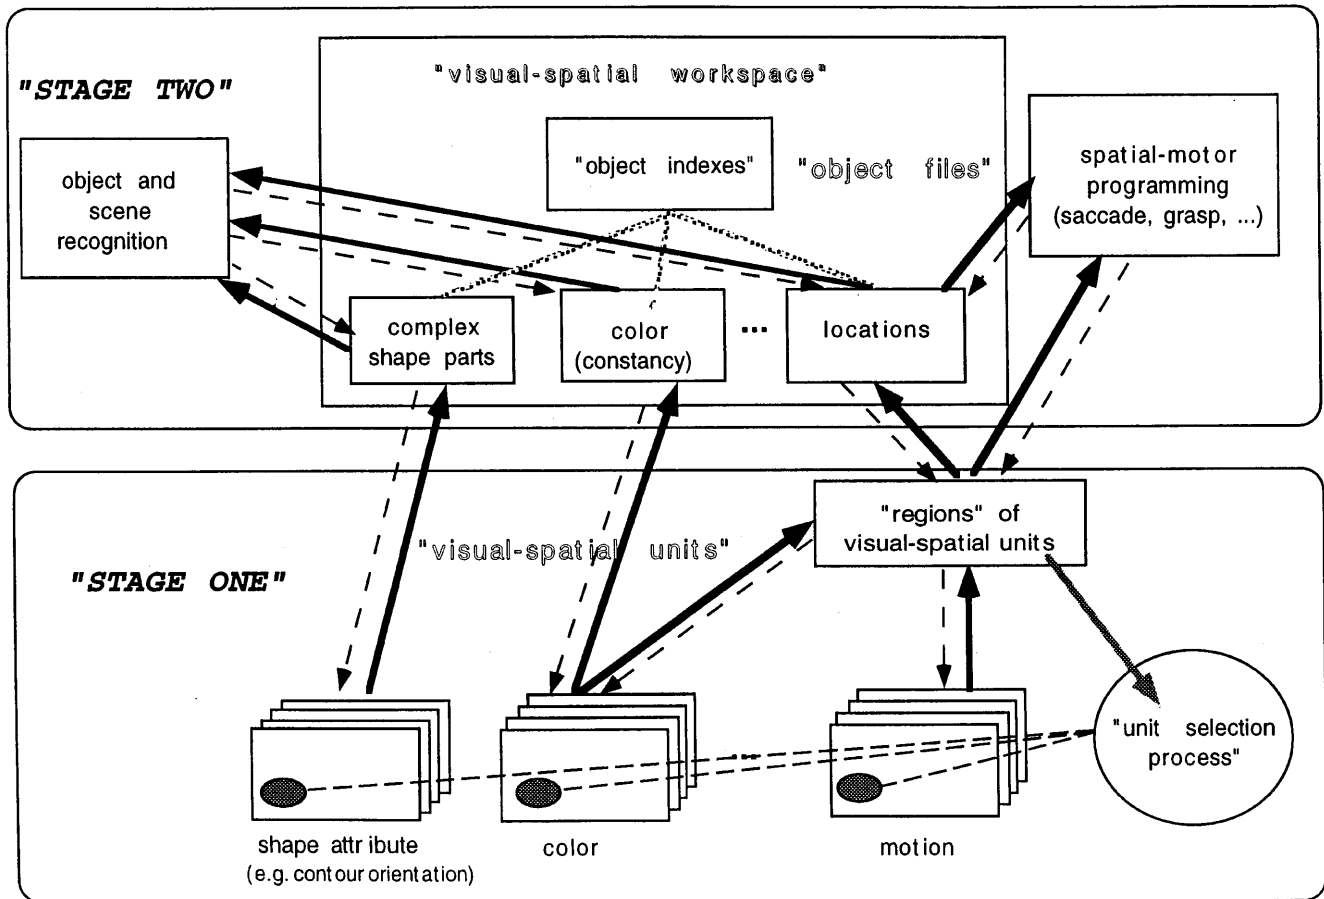 "STAGE TWO"
"visual-spatial workspace"
"object indexes"
"object files"
object and
scene
recognition
spatial-motor
programming
(saccade, grasp, ...)
complex
shape parts
color
(constancy)
...
locations
"STAGE ONE"
"visual-spatial units"
"regions" of
visual-spatial units
"unit selection
process"
...
shape attribute
(e.g. contour orientation)
color
motion